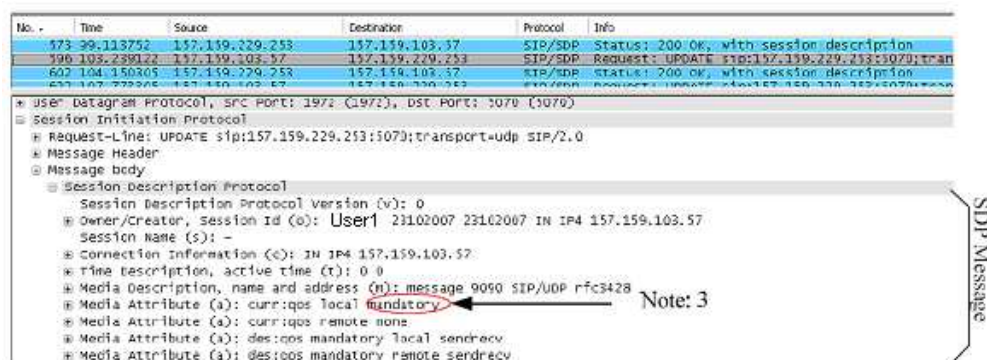 No. . Time Source Destination Protocol Info
573 99.113752 157.159.229.253 157.159.103.57 SIP/SDP Status: 200 OK, with session description
596 103.239122 157.159.103.57 157.159.229.253 SIP/SDP Request: UPDATE sip:157.159.229.253:5070;tran
602 104.150305 157.159.229.253 157.159.103.57 SIP/SDP Status: 200 OK, with session description
User Datagram Protocol, Src Port: 1972 (1972), Dst Port: 5070 (5070)
Session Initiation Protocol
Request-Line: UPDATE sip:157.159.229.253:5070;transport=udp SIP/2.0
Message Header
Message body
Session Description Protocol
Session Description Protocol Version (v): 0
Owner/Creator, Session Id (o): User1 23102007 23102007 IN IP4 157.159.103.57
Session Name (s): -
Connection Information (c): IN IP4 157.159.103.57
Time Description, active time (t): 0 0
Media Description, name and address (m): message 9090 SIP/UDP rfc3428
Media Attribute (a): curr:qos local mandatory
Note: 3
Media Attribute (a): curr:qos remote none
Media Attribute (a): des:qos mandatory local sendrecv
Media Attribute (a): des:qos mandatory remote sendrecv
SDP Message